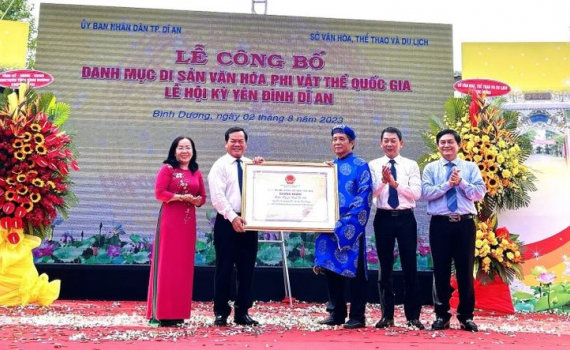 ỦY BAN NHÂN DÂN TP. DĨ AN
SỞ VĂN HÓA, THỂ THAO VÀ DU LỊCH
LỄ CÔNG BỐ
DANH MỤC DI SẢN VĂN HÓA PHI VẬT THỂ QUỐC GIA
LỄ HỘI KỲ YÊN ĐÌNH DĨ AN
Bình Dương, ngày 02 tháng 8 năm 2023